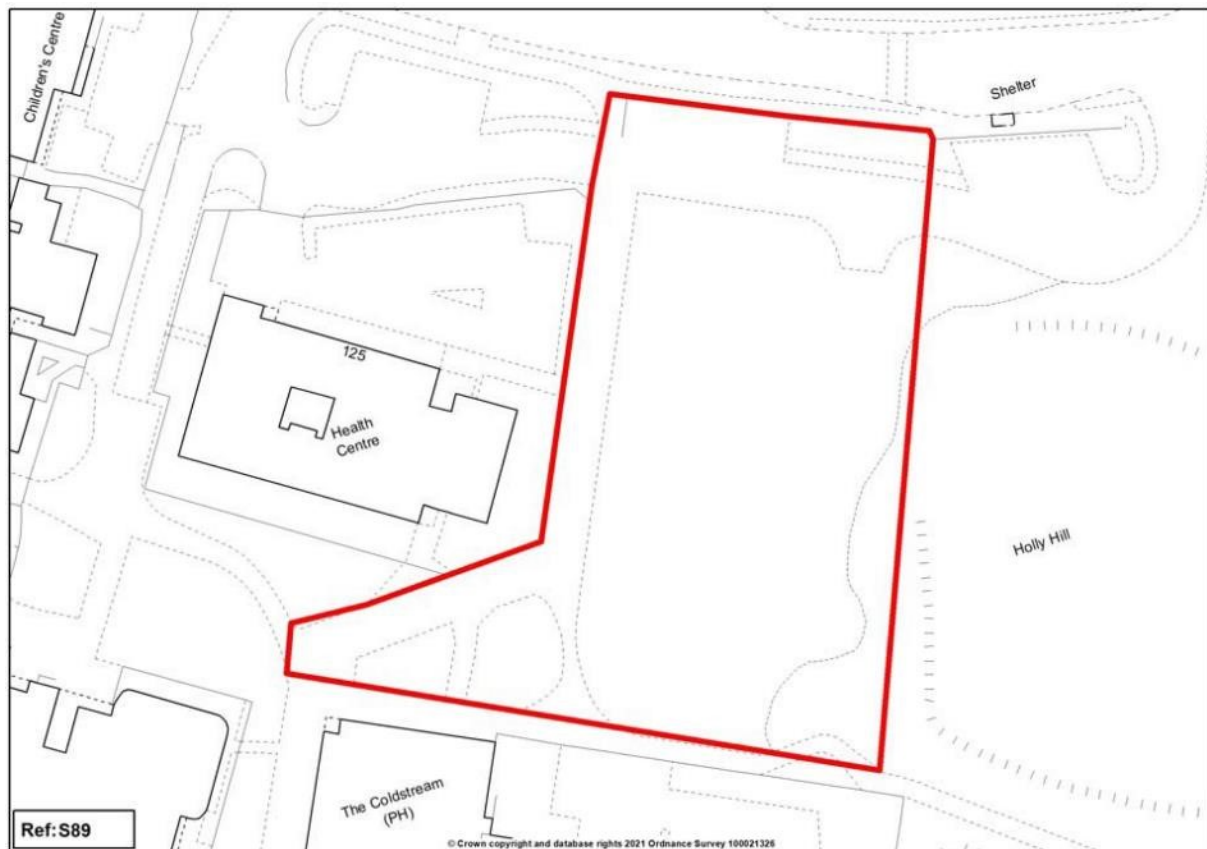 Children's Centre
Shelter
125
Health
Centre
Holly Hill
The Coldstream
(PH)
Ref:S89
© Crown copyright and database rights 2021 Ordnance Survey 100021326